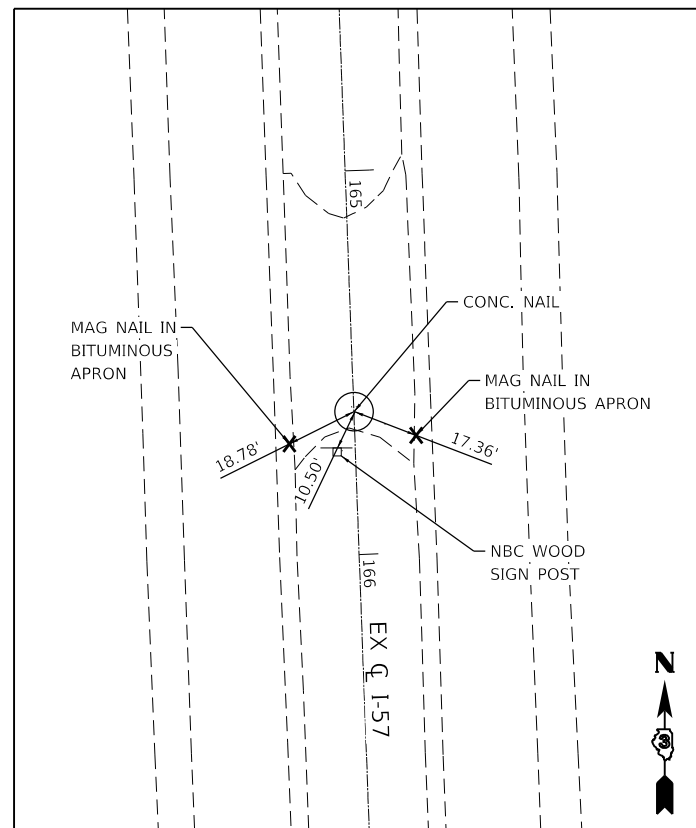 165
CONC. NAIL
MAG NAIL IN
BITUMINOUS
APRON
MAG NAIL IN
BITUMINOUS APRON
18.78'
17.36'
10.50'
NBC WOOD
SIGN POST
166
EX ℄ I-57
N
3